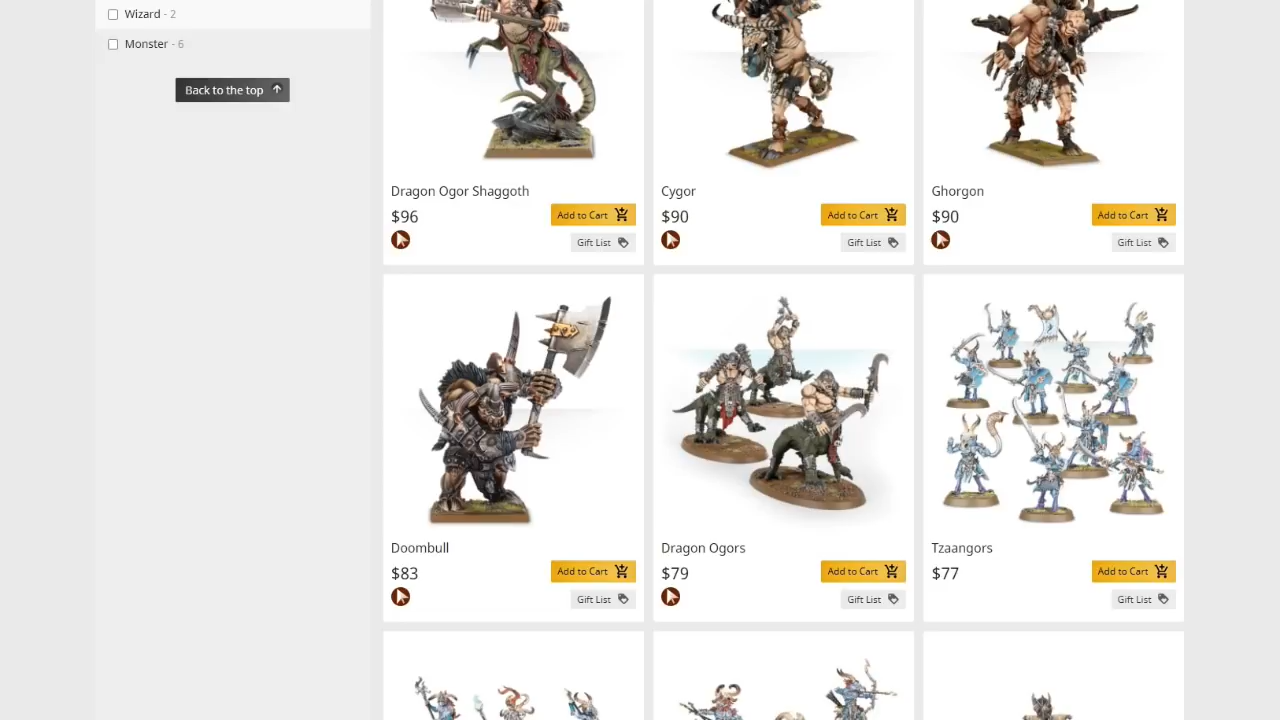 Wizard - 2
Monster - 6
Back to the top
Dragon Ogor Shaggoth
$96
Add to Cart
Gift List
Cygor
$90
Add to Cart
Gift List
Ghorgon
$90
Add to Cart
Gift List
Doombull
$83
Add to Cart
Gift List
Dragon Ogors
$79
Add to Cart
Gift List
Tzaangors
$77
Add to Cart
Gift List